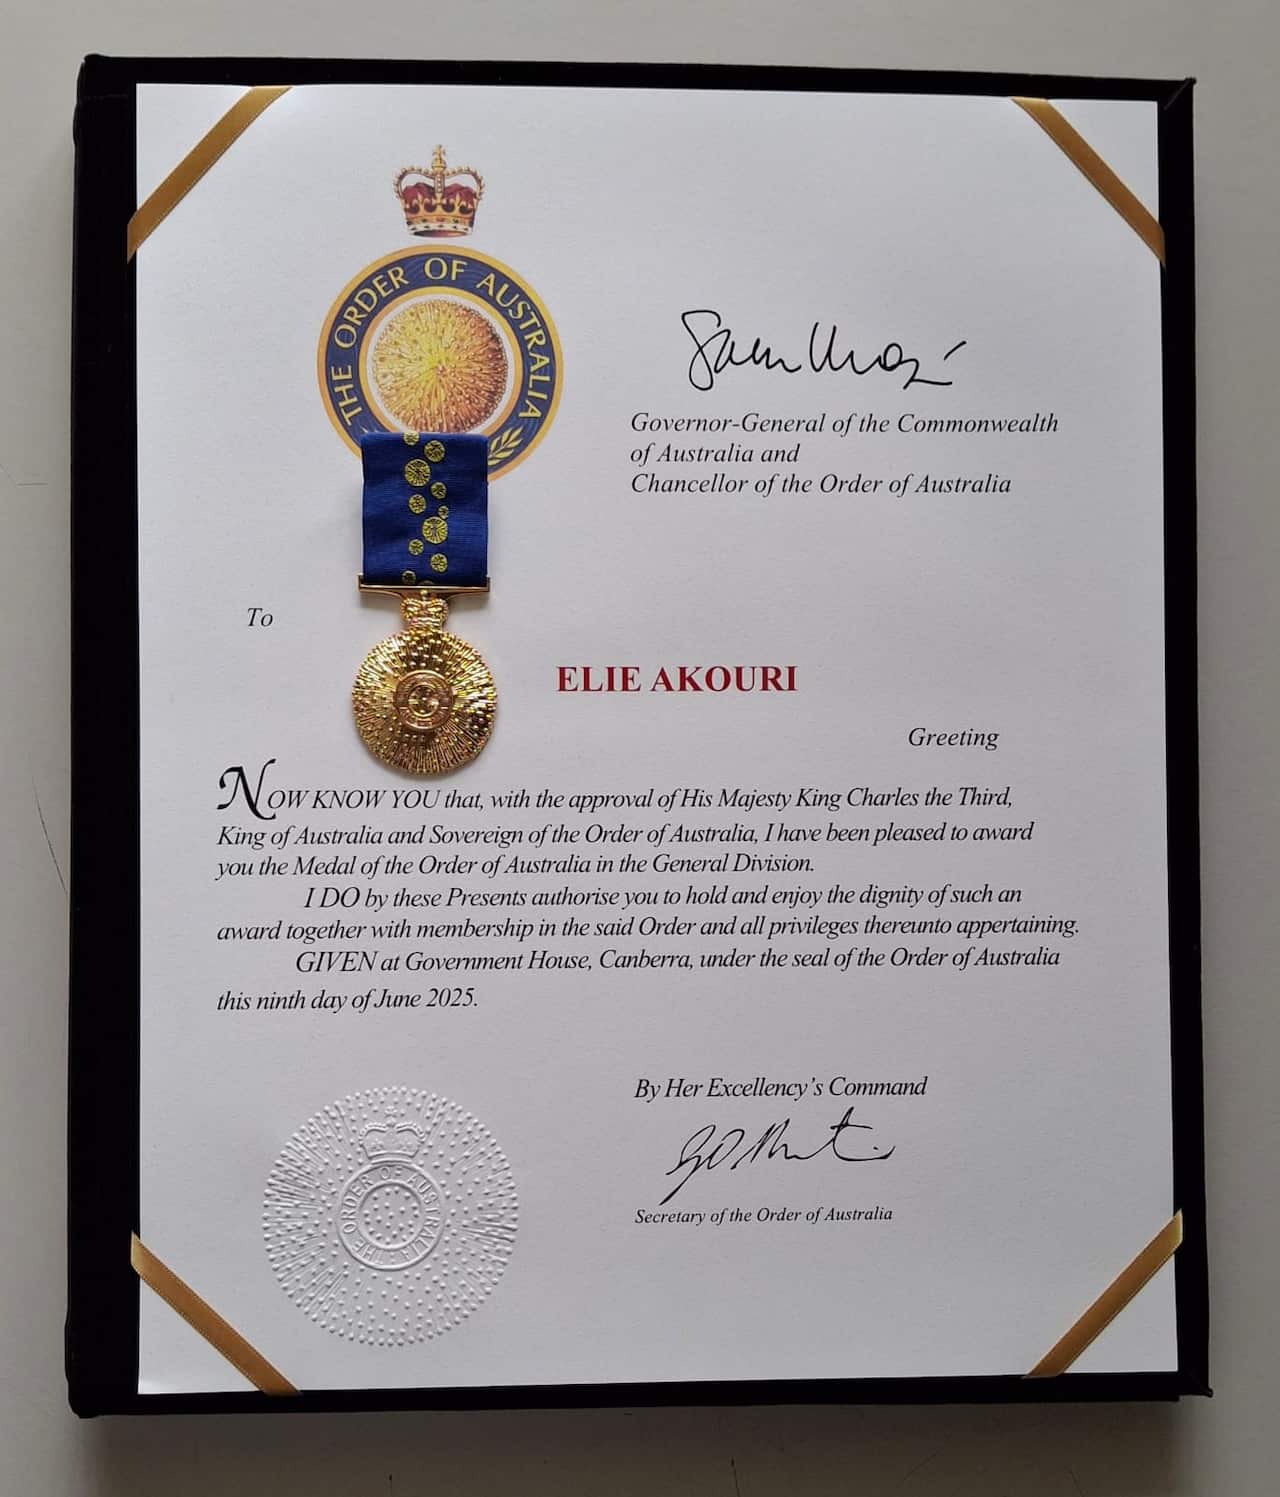 THE ORDER OF AUSTRALIA
Sam Mostyn
Governor-General of the Commonwealth
of Australia and
Chancellor of the Order of Australia
To
ELIE AKOURI
Greeting
NOW KNOW YOU that, with the approval of His Majesty King Charles the Third,
King of Australia and Sovereign of the Order of Australia, I have been pleased to award
you the Medal of the Order of Australia in the General Division.
I DO by these Presents authorise you to hold and enjoy the dignity of such an
award together with membership in the said Order and all privileges thereunto appertaining.
GIVEN at Government House, Canberra, under the seal of the Order of Australia
this ninth day of June 2025.
By Her Excellency's Command
Secretary of the Order of Australia
THE ORDER OF AUSTRALIA